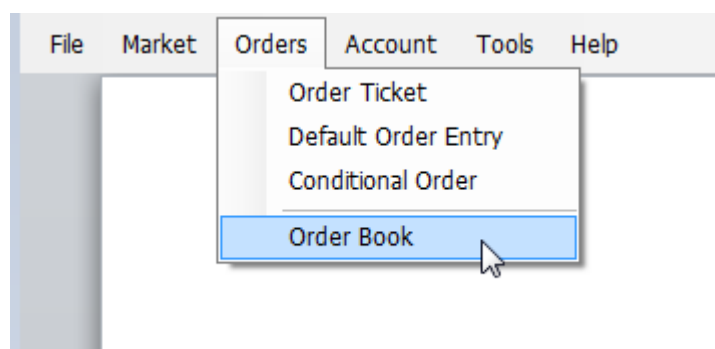 File Market Orders Account Tools Help
Order Ticket
Default Order Entry
Conditional Order
Order Book